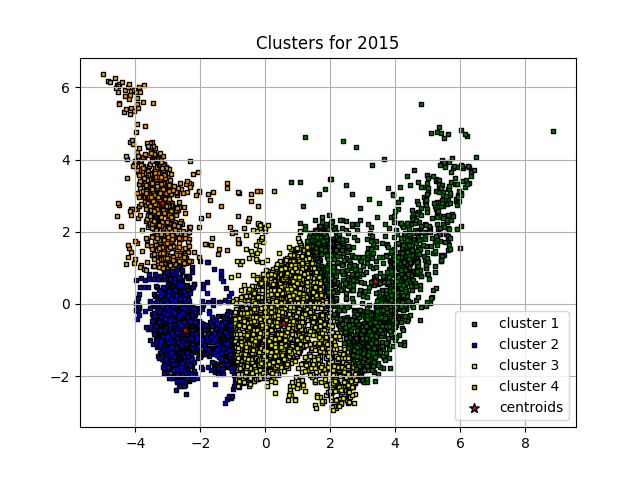 Clusters for 2015
6
4
2
0
−2
−4
−2
0
2
4
6
8
cluster 1
cluster 2
cluster 3
cluster 4
centroids